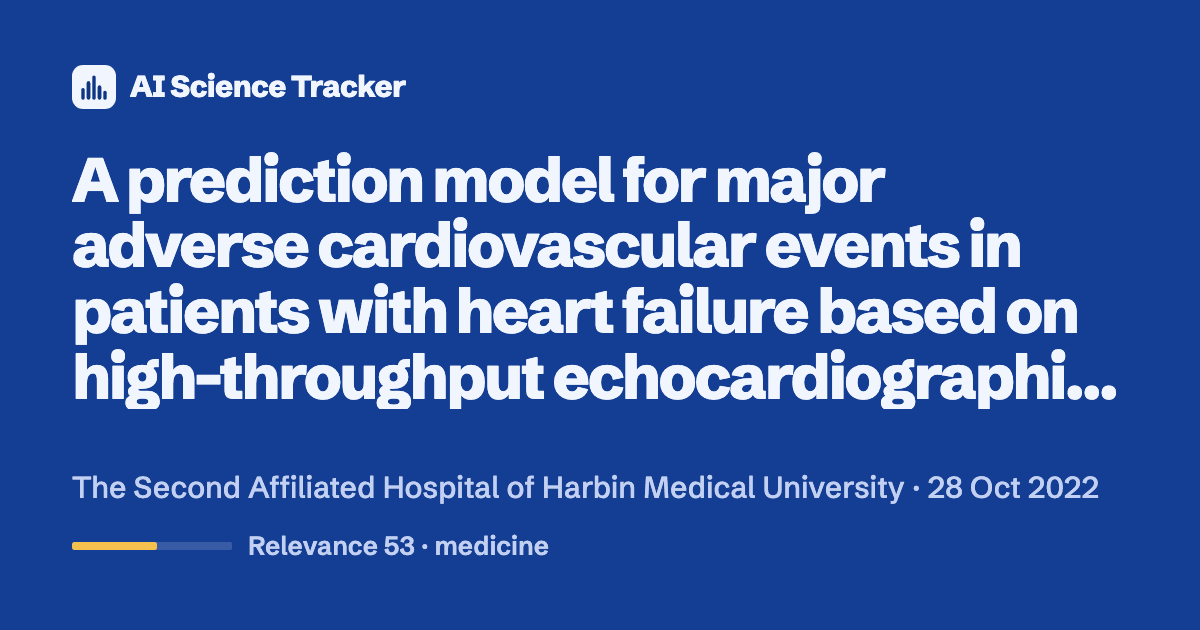 AI Science Tracker
A prediction model for major
adverse cardiovascular events in
patients with heart failure based on
high-throughput echocardiographi...
The Second Affiliated Hospital of Harbin Medical University · 28 Oct 2022
Relevance 53 · medicine